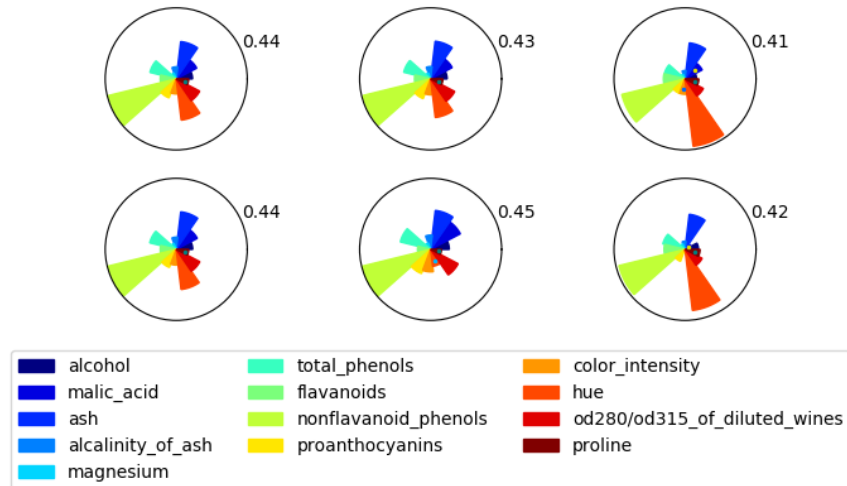 0.44 0.43 0.41
0.44 0.45 0.42
alcohol total_phenols color_intensity
malic_acid flavanoids hue
ash nonflavanoid_phenols od280/od315_of_diluted_wines
alcalinity_of_ash proanthocyanins proline
magnesium